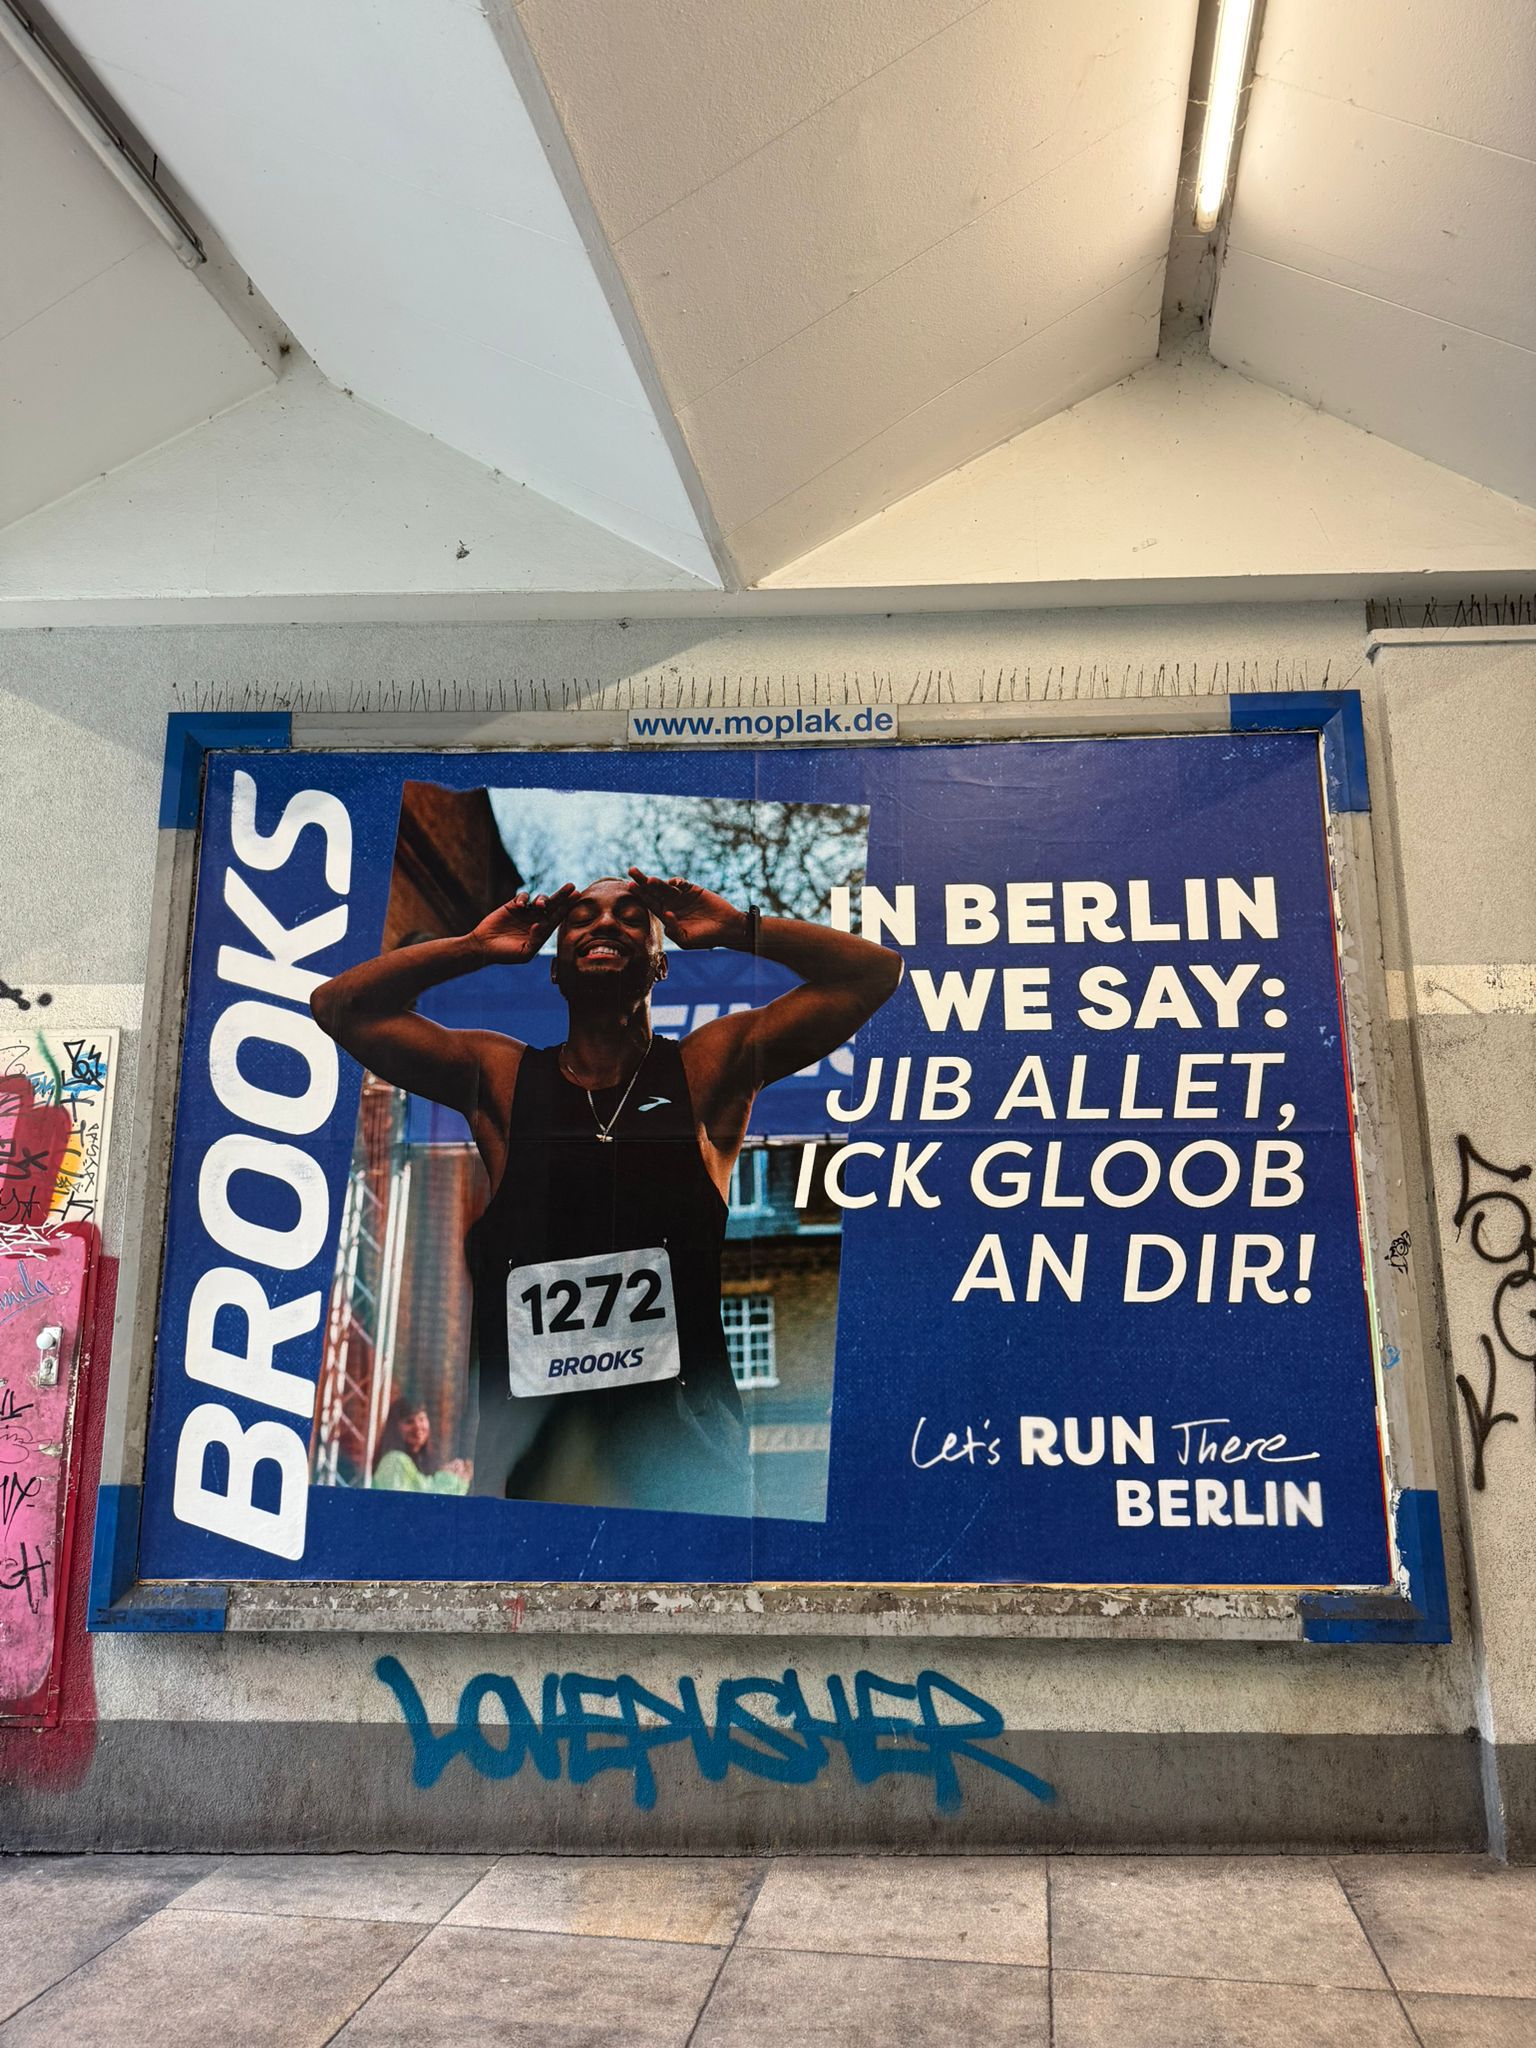 www.moplak.de
BROOKS
IN BERLIN
WE SAY:
JIB ALLET,
ICK GLOOB
AN DIR!
1272
BROOKS
Let's RUN There
BERLIN
LOVEPUSHER